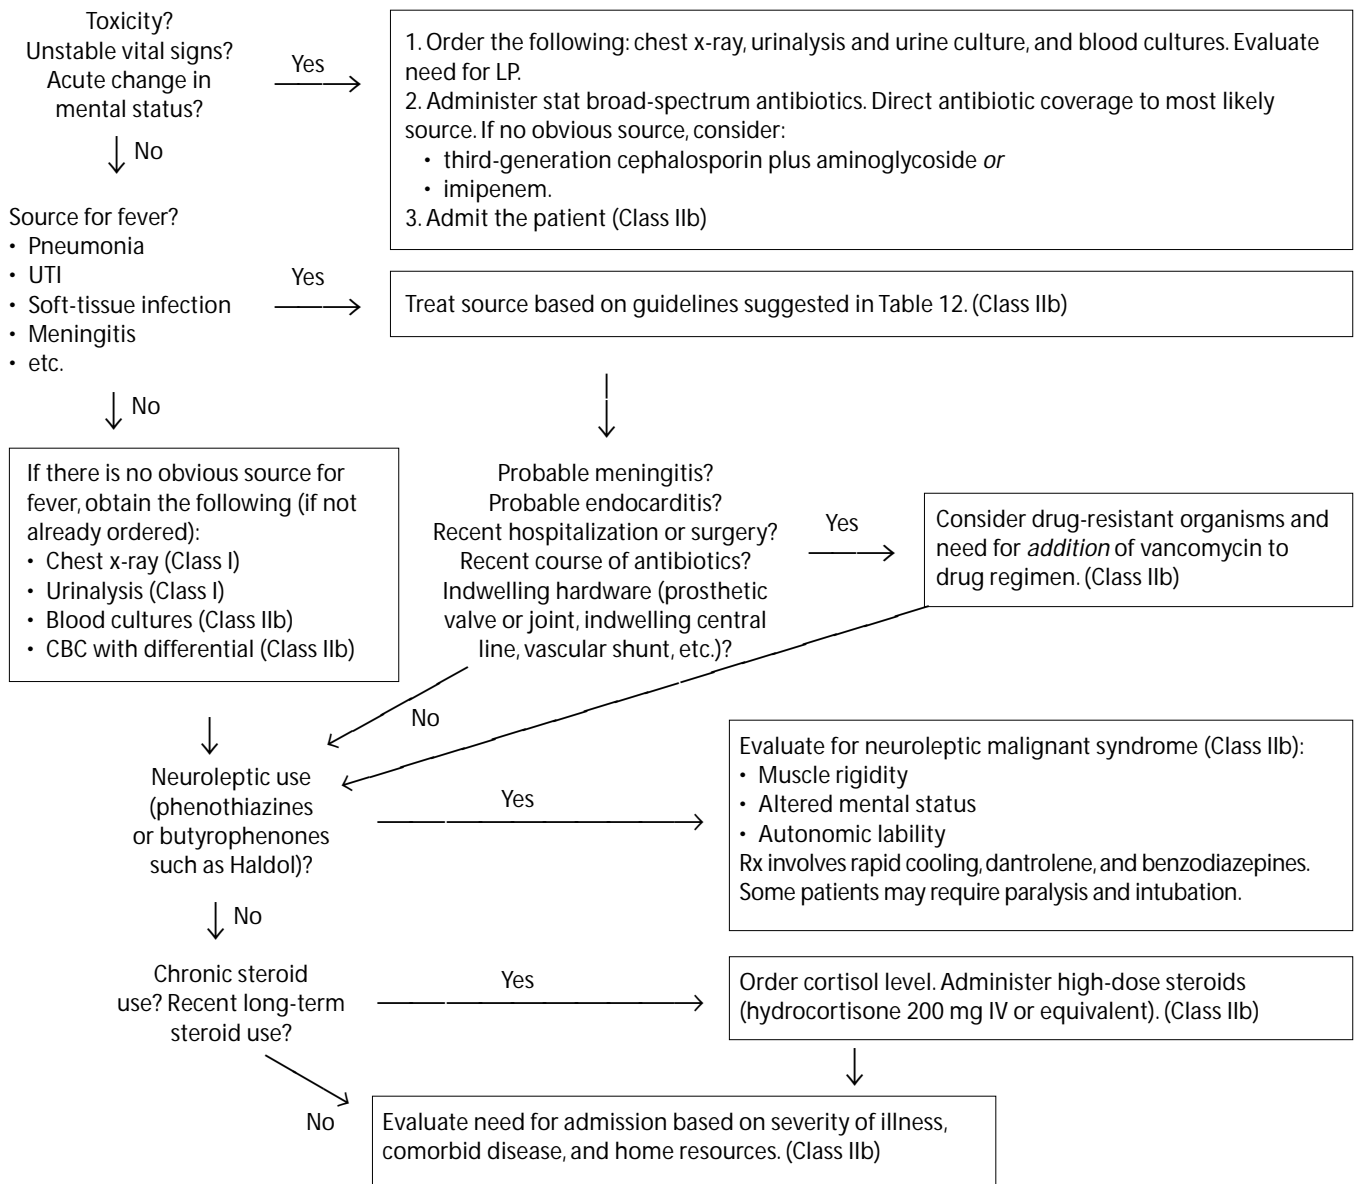 Toxicity?
Unstable vital signs?
Acute change in
mental status?
Yes
1. Order the following: chest x-ray, urinalysis and urine culture, and blood cultures. Evaluate
need for LP.
2. Administer stat broad-spectrum antibiotics. Direct antibiotic coverage to most likely
source. If no obvious source, consider:
• third-generation cephalosporin plus aminoglycoside or
• imipenem.
3. Admit the patient (Class IIb)
No
Source for fever?
• Pneumonia
• UTI
• Soft-tissue infection
• Meningitis
• etc.
Yes
Treat source based on guidelines suggested in Table 12. (Class IIb)
No
If there is no obvious source for
fever, obtain the following (if not
already ordered):
• Chest x-ray (Class I)
• Urinalysis (Class I)
• Blood cultures (Class IIb)
• CBC with differential (Class IIb)
Probable meningitis?
Probable endocarditis?
Recent hospitalization or surgery?
Recent course of antibiotics?
Indwelling hardware (prosthetic
valve or joint, indwelling central
line, vascular shunt, etc.)?
Yes
Consider drug-resistant organisms and
need for addition of vancomycin to
drug regimen. (Class IIb)
No
Neuroleptic use
(phenothiazines
or butyrophenones
such as Haldol)?
Yes
Evaluate for neuroleptic malignant syndrome (Class IIb):
• Muscle rigidity
• Altered mental status
• Autonomic lability
Rx involves rapid cooling, dantrolene, and benzodiazepines.
Some patients may require paralysis and intubation.
No
Chronic steroid
use? Recent long-term
steroid use?
Yes
Order cortisol level. Administer high-dose steroids
(hydrocortisone 200 mg IV or equivalent). (Class IIb)
No
Evaluate need for admission based on severity of illness,
comorbid disease, and home resources. (Class IIb)